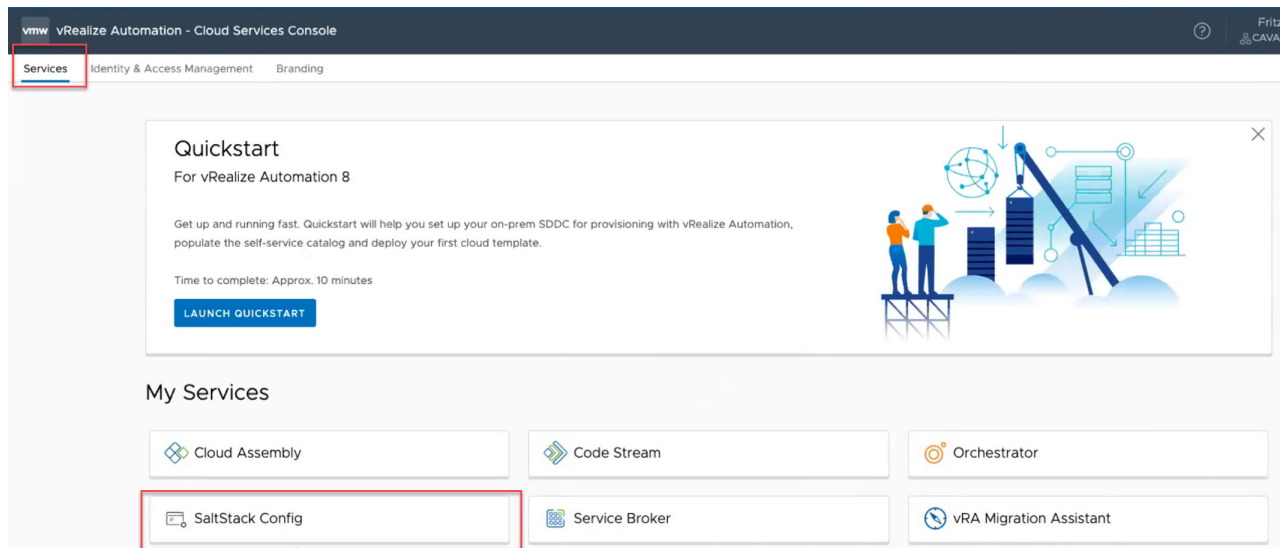 vmw vRealize Automation - Cloud Services Console
Fritz
CAVA
Services Identity & Access Management Branding
Quickstart
For vRealize Automation 8
Get up and running fast. Quickstart will help you set up your on-prem SDDC for provisioning with vRealize Automation,
populate the self-service catalog and deploy your first cloud template.
Time to complete: Approx. 10 minutes
LAUNCH QUICKSTART
My Services
Cloud Assembly
Code Stream
Orchestrator
SaltStack Config
Service Broker
vRA Migration Assistant